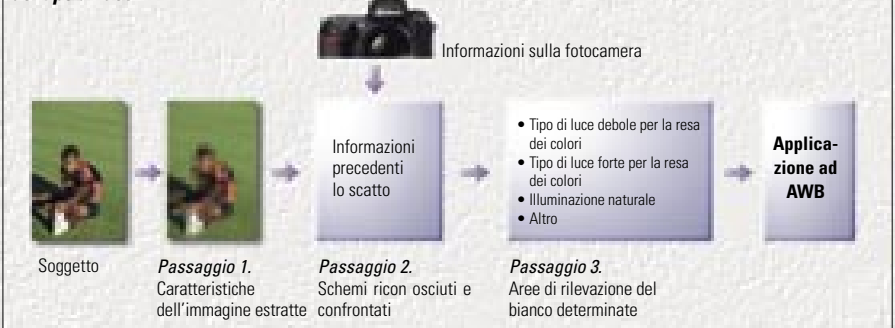 Informazioni sulla fotocamera
Informazioni
precedenti
lo scatto
• Tipo di luce debole per la resa
dei colori
• Tipo di luce forte per la resa
dei colori
• Illuminazione naturale
• Altro
Applica-
zione ad
AWB
Soggetto
Passaggio 1.
Caratteristiche
dell'immagine estratte
Passaggio 2.
Schemi ricon osciuti e
confrontati
Passaggio 3.
Aree di rilevazione del
bianco determinate